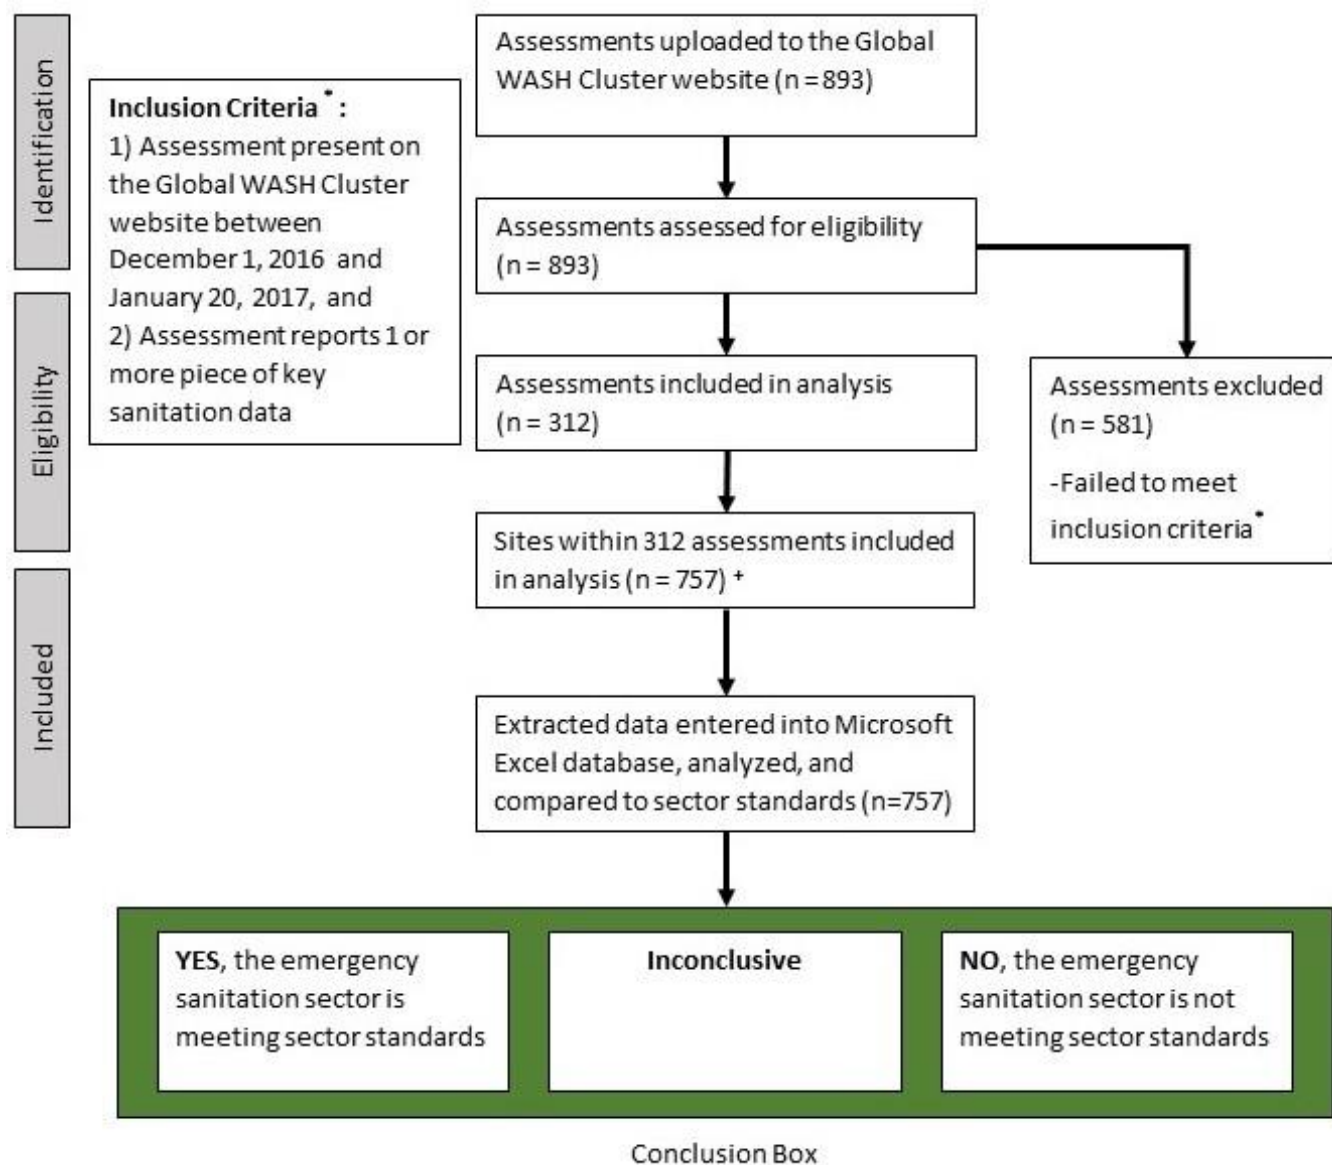 Identification
Eligibility
Included
Inclusion Criteria * :
1) Assessment present on
the Global WASH Cluster
website between
December 1, 2016 and
January 20, 2017, and
2) Assessment reports 1 or
more piece of key
sanitation data
Assessments uploaded to the Global
WASH Cluster website (n = 893)
Assessments assessed for eligibility
(n = 893)
Assessments included in analysis
(n = 312)
Assessments excluded
(n = 581)
-Failed to meet
inclusion criteria*
Sites within 312 assessments included
in analysis (n = 757) +
Extracted data entered into Microsoft
Excel database, analyzed, and
compared to sector standards (n=757)
YES, the emergency
sanitation sector is
meeting sector standards
Inconclusive
NO, the emergency
sanitation sector is not
meeting sector standards
Conclusion Box